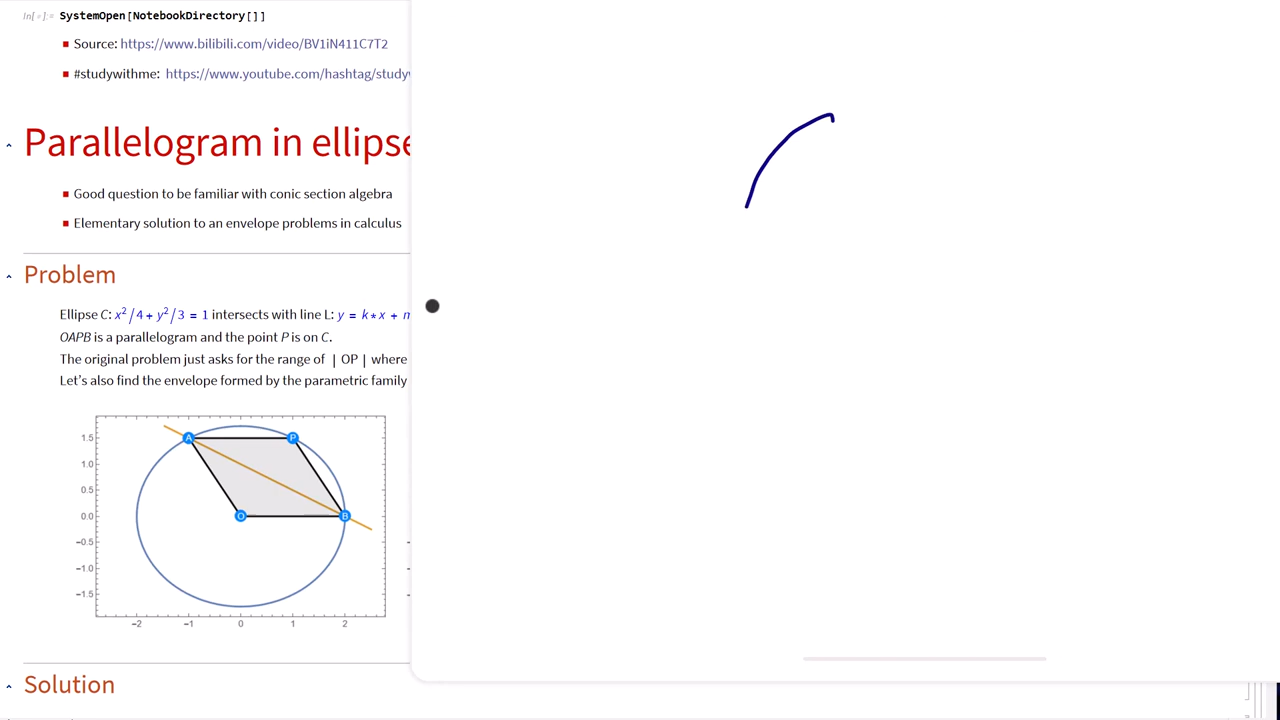 In[◦]:= SystemOpen[NotebookDirectory[]]
Source: https://www.bilibili.com/video/BV1iN411C7T2
#studywithme: https://www.youtube.com/hashtag/study
Parallelogram in ellipse
Good question to be familiar with conic section algebra
Elementary solution to an envelope problems in calculus
Problem
Ellipse C: x²/4 + y²/3 = 1 intersects with line L: y = k*x +
OAPB is a parallelogram and the point P is on C.
The original problem just asks for the range of | OP | where
Let's also find the envelope formed by the parametric family
1.5
A
P
1.0
0.5
0.0
O
B
−0.5
−1.0
−1.5
−2 −1 0 1 2
Solution